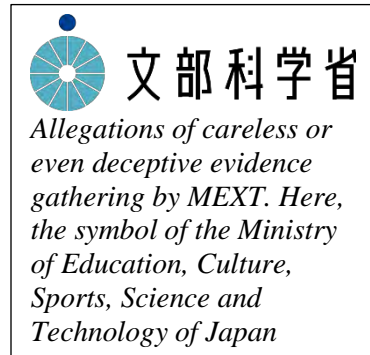 文部科学省
Allegations of careless or
even deceptive evidence
gathering by MEXT. Here,
the symbol of the Ministry
of Education, Culture,
Sports, Science and
Technology of Japan